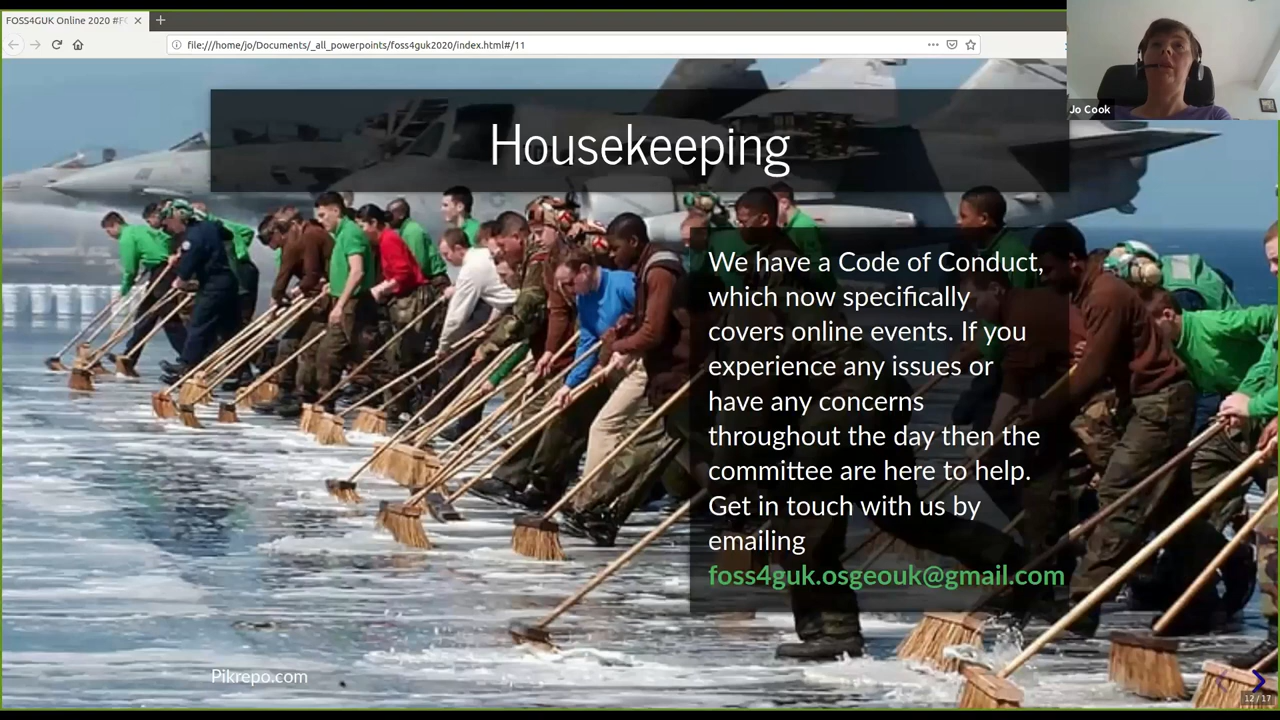 FOSS4GUK Online 2020 #F
file:///home/jo/Documents/_all_powerpoints/foss4guk2020/index.html#/11
Jo Cook
Housekeeping
We have a Code of Conduct,
which now specifically
covers online events. If you
experience any issues or
have any concerns
throughout the day then the
committee are here to help.
Get in touch with us by
emailing
foss4guk.osgeouk@gmail.com
Pikrepo.com
12 / 17